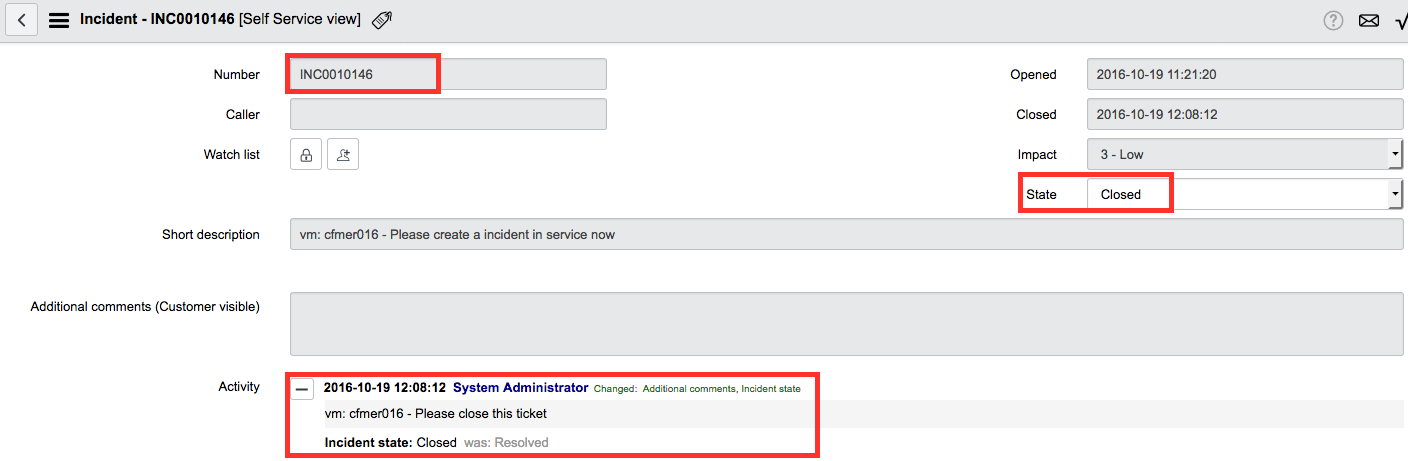 Incident - INC0010146 [Self Service view]
Number INC0010146
Opened 2016-10-19 11:21:20
Caller
Closed 2016-10-19 12:08:12
Watch list
Impact 3 - Low
State Closed
Short description vm: cfmer016 - Please create a incident in service now
Additional comments (Customer visible)
Activity 2016-10-19 12:08:12 System Administrator Changed: Additional comments, Incident state
vm: cfmer016 - Please close this ticket
Incident state: Closed was: Resolved